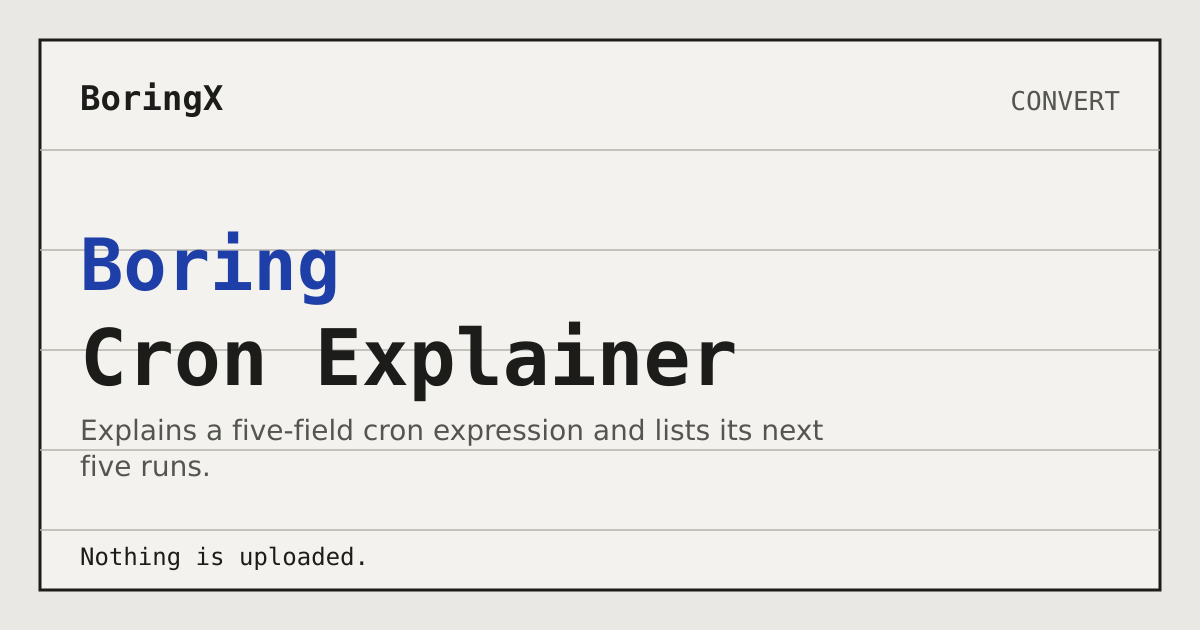 BoringX
CONVERT
Boring
Cron Explainer
Explains a five-field cron expression and lists its next
five runs.
Nothing is uploaded.